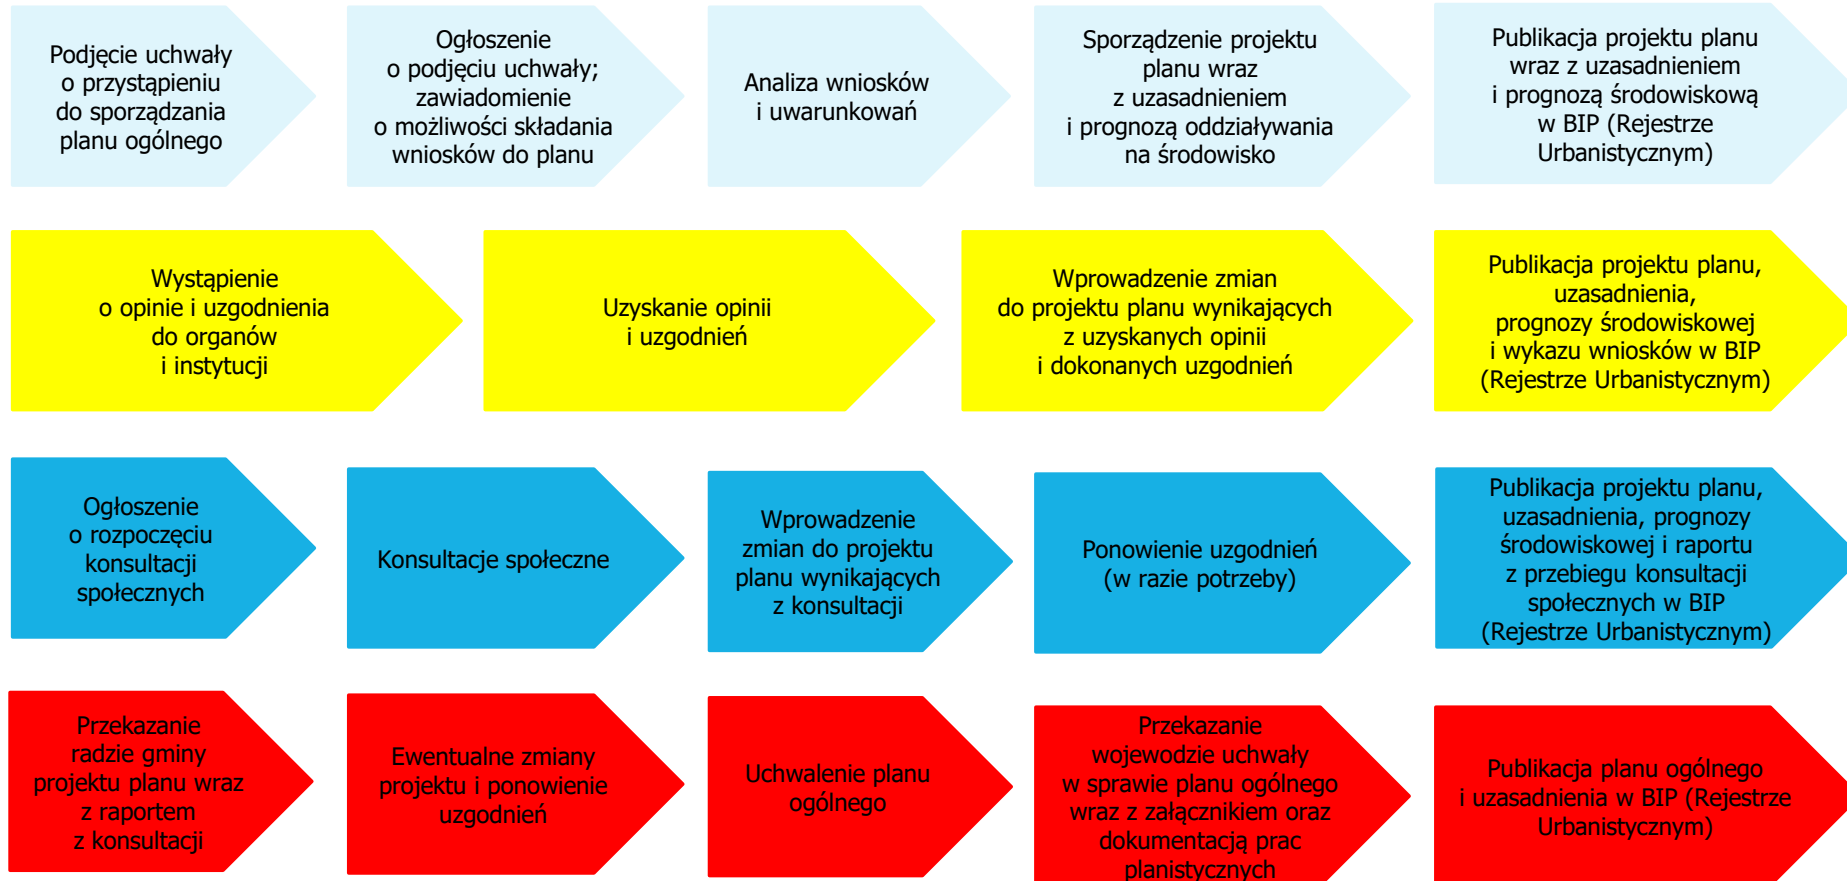 Podjęcie uchwały
o przystąpieniu
do sporządzania
planu ogólnego
Ogłoszenie
o podjęciu uchwały;
zawiadomienie
o możliwości składania
wniosków do planu
Analiza wniosków
i uwarunkowań
Sporządzenie projektu
planu wraz
z uzasadnieniem
i prognozą oddziaływania
na środowisko
Publikacja projektu planu
wraz z uzasadnieniem
i prognozą środowiskową
w BIP (Rejestrze
Urbanistycznym)
Wystąpienie
o opinie i uzgodnienia
do organów
i instytucji
Uzyskanie opinii
i uzgodnień
Wprowadzenie zmian
do projektu planu wynikających
z uzyskanych opinii
i dokonanych uzgodnień
Publikacja projektu planu,
uzasadnienia,
prognozy środowiskowej
i wykazu wniosków w BIP
(Rejestrze Urbanistycznym)
Ogłoszenie
o rozpoczęciu
konsultacji
społecznych
Konsultacje społeczne
Wprowadzenie
zmian do projektu
planu wynikających
z konsultacji
Ponowienie uzgodnień
(w razie potrzeby)
Publikacja projektu planu,
uzasadnienia, prognozy
środowiskowej i raportu
z przebiegu konsultacji
społecznych w BIP
(Rejestrze Urbanistycznym)
Przekazanie
radzie gminy
projektu planu wraz
z raportem
z konsultacji
Ewentualne zmiany
projektu i ponowienie
uzgodnień
Uchwalenie planu
ogólnego
Przekazanie
wojewodzie uchwały
w sprawie planu ogólnego
wraz z załącznikiem oraz
dokumentacją prac
planistycznych
Publikacja planu ogólnego
i uzasadnienia w BIP (Rejestrze
Urbanistycznym)